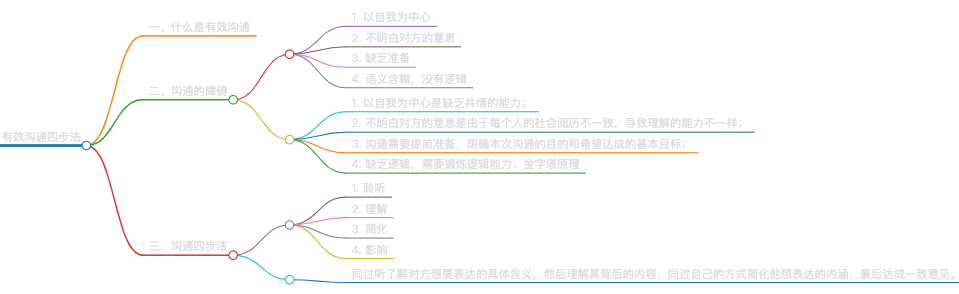 有效沟通四步法
一、什么是有效沟通
二、沟通的障碍
1. 以自我为中心
2. 不明白对方的意思
3. 缺乏准备
4. 语义含糊，没有逻辑
1. 以自我为中心是缺乏共情的能力；
2. 不明白对方的意思是由于每个人的社会阅历不一致，导致理解的能力不一样；
3. 沟通需要提前准备，明确本次沟通的目的和希望达成的基本目标；
4. 缺乏逻辑，需要锻炼逻辑能力；金字塔原理
三、沟通四步法
1. 聆听
2. 理解
3. 简化
4. 影响
同过听了解对方想要表达的具体含义，然后理解其背后的内容，同过自己的方式简化他想表达的内涵，最后达成一致意见。